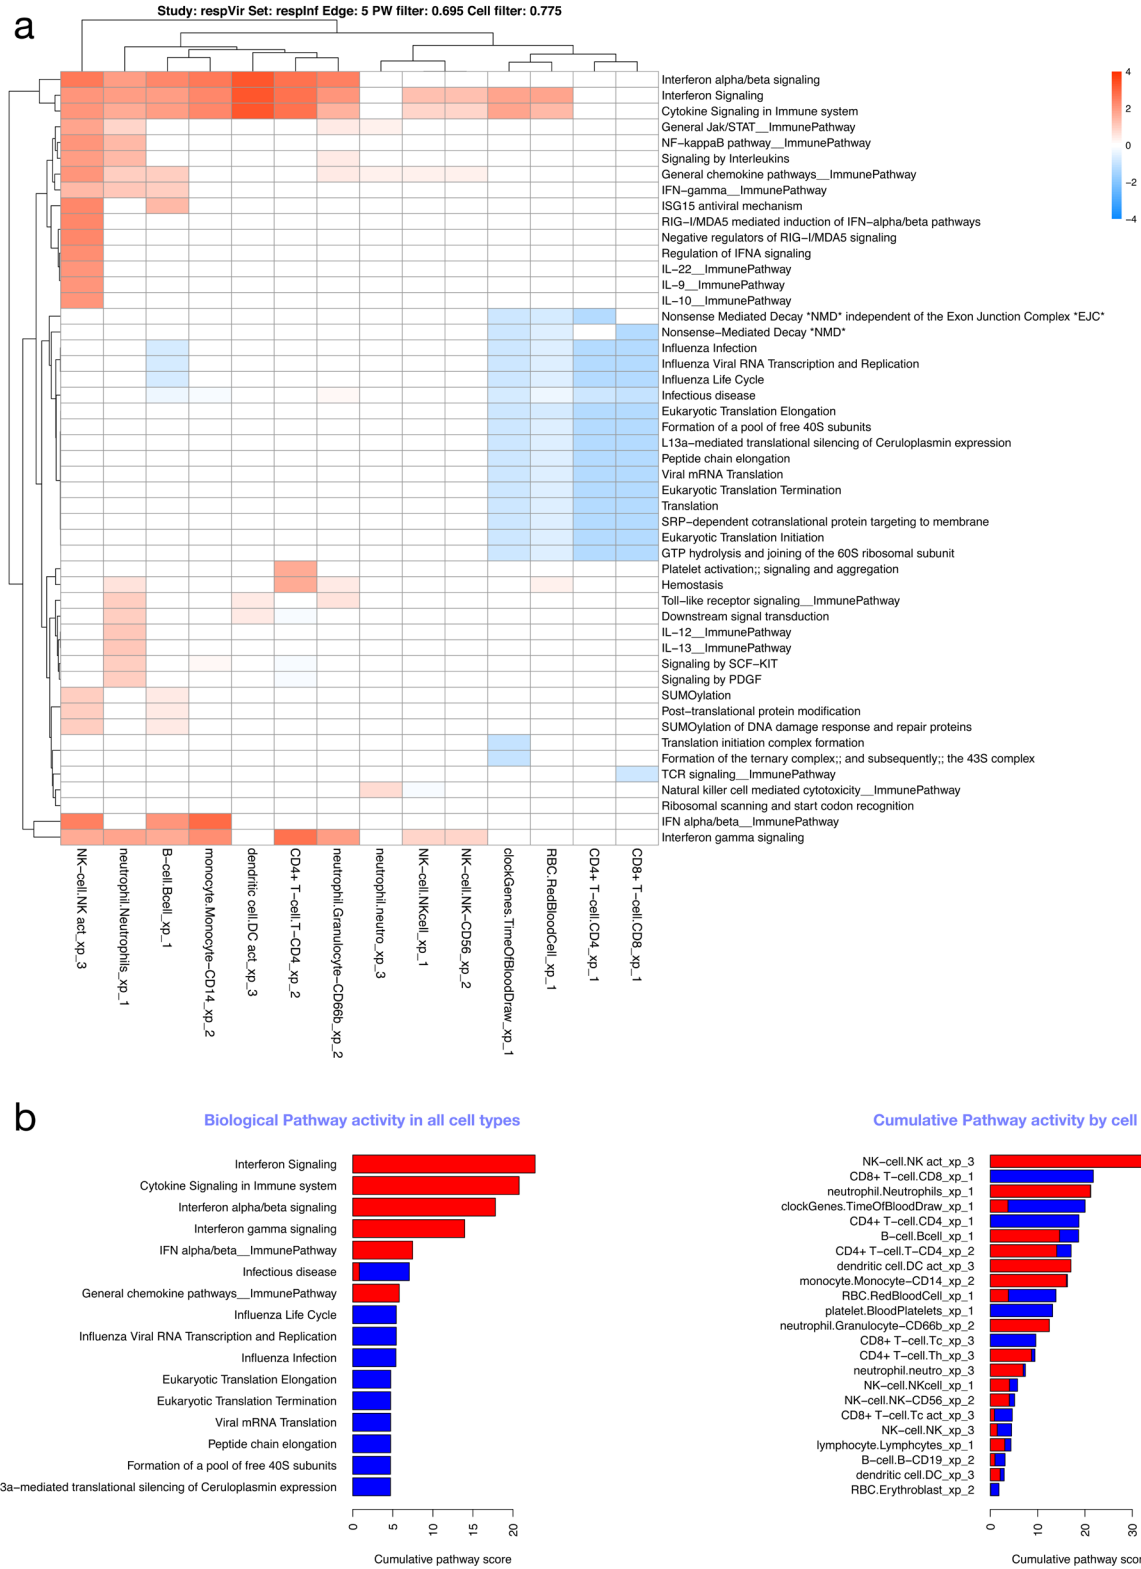 Study: respVir Set: respInf Edge: 5 PW filter: 0.695 Cell filter: 0.775
a
Interferon alpha/beta signaling
Interferon Signaling
Cytokine Signaling in Immune system
General Jak/STAT__ImmunePathway
NF-kappaB pathway__ImmunePathway
Signaling by Interleukins
General chemokine pathways__ImmunePathway
IFN-gamma__ImmunePathway
ISG15 antiviral mechanism
RIG-I/MDA5 mediated induction of IFN-alpha/beta pathways
Negative regulators of RIG-I/MDA5 signaling
Regulation of IFNA signaling
IL-22__ImmunePathway
IL-9__ImmunePathway
IL-10__ImmunePathway
Nonsense Mediated Decay *NMD* independent of the Exon Junction Complex *EJC*
Nonsense-Mediated Decay *NMD*
Influenza Infection
Influenza Viral RNA Transcription and Replication
Influenza Life Cycle
Infectious disease
Eukaryotic Translation Elongation
Formation of a pool of free 40S subunits
L13a-mediated translational silencing of Ceruloplasmin expression
Peptide chain elongation
Viral mRNA Translation
Eukaryotic Translation Termination
Translation
SRP-dependent cotranslational protein targeting to membrane
Eukaryotic Translation Initiation
GTP hydrolysis and joining of the 60S ribosomal subunit
Platelet activation;; signaling and aggregation
Hemostasis
Toll-like receptor signaling__ImmunePathway
Downstream signal transduction
IL-12__ImmunePathway
IL-13__ImmunePathway
Signaling by SCF-KIT
Signaling by PDGF
SUMOylation
Post-translational protein modification
SUMOylation of DNA damage response and repair proteins
Translation initiation complex formation
Formation of the ternary complex;; and subsequently;; the 43S complex
TCR signaling__ImmunePathway
Natural killer cell mediated cytotoxicity__ImmunePathway
Ribosomal scanning and start codon recognition
IFN alpha/beta__ImmunePathway
Interferon gamma signaling
4
2
0
-2
-4
NK-cell.NK act_xp_3
neutrophil.Neutrophils_xp_1
B-cell.Bcell_xp_1
monocyte.Monocyte-CD14_xp_2
dendritic cell.DC act_xp_3
CD4+ T-cell.T-CD4_xp_2
neutrophil.Granulocyte-CD66b_xp_2
neutrophil.neutro_xp_3
NK-cell.NKcell_xp_1
NK-cell.NK-CD56_xp_2
clockGenes.TimeOfBloodDraw_xp_1
RBC.RedBloodCell_xp_1
CD4+ T-cell.CD4_xp_1
CD8+ T-cell.CD8_xp_1
b
Biological Pathway activity in all cell types
Interferon Signaling
Cytokine Signaling in Immune system
Interferon alpha/beta signaling
Interferon gamma signaling
IFN alpha/beta__ImmunePathway
Infectious disease
General chemokine pathways__ImmunePathway
Influenza Life Cycle
Influenza Viral RNA Transcription and Replication
Influenza Infection
Eukaryotic Translation Elongation
Eukaryotic Translation Termination
Viral mRNA Translation
Peptide chain elongation
Formation of a pool of free 40S subunits
3a-mediated translational silencing of Ceruloplasmin expression
0 5 10 15 20
Cumulative pathway score
Cumulative Pathway activity by cell
NK-cell.NK act_xp_3
CD8+ T-cell.CD8_xp_1
neutrophil.Neutrophils_xp_1
clockGenes.TimeOfBloodDraw_xp_1
CD4+ T-cell.CD4_xp_1
B-cell.Bcell_xp_1
CD4+ T-cell.T-CD4_xp_2
dendritic cell.DC act_xp_3
monocyte.Monocyte-CD14_xp_2
RBC.RedBloodCell_xp_1
platelet.BloodPlatelets_xp_1
neutrophil.Granulocyte-CD66b_xp_2
CD8+ T-cell.Tc_xp_3
CD4+ T-cell.Th_xp_3
neutrophil.neutro_xp_3
NK-cell.NKcell_xp_1
NK-cell.NK-CD56_xp_2
CD8+ T-cell.Tc act_xp_3
NK-cell.NK_xp_3
lymphocyte.Lymphcytes_xp_1
B-cell.B-CD19_xp_2
dendritic cell.DC_xp_3
RBC.Erythroblast_xp_2
0 10 20 30
Cumulative pathway scor